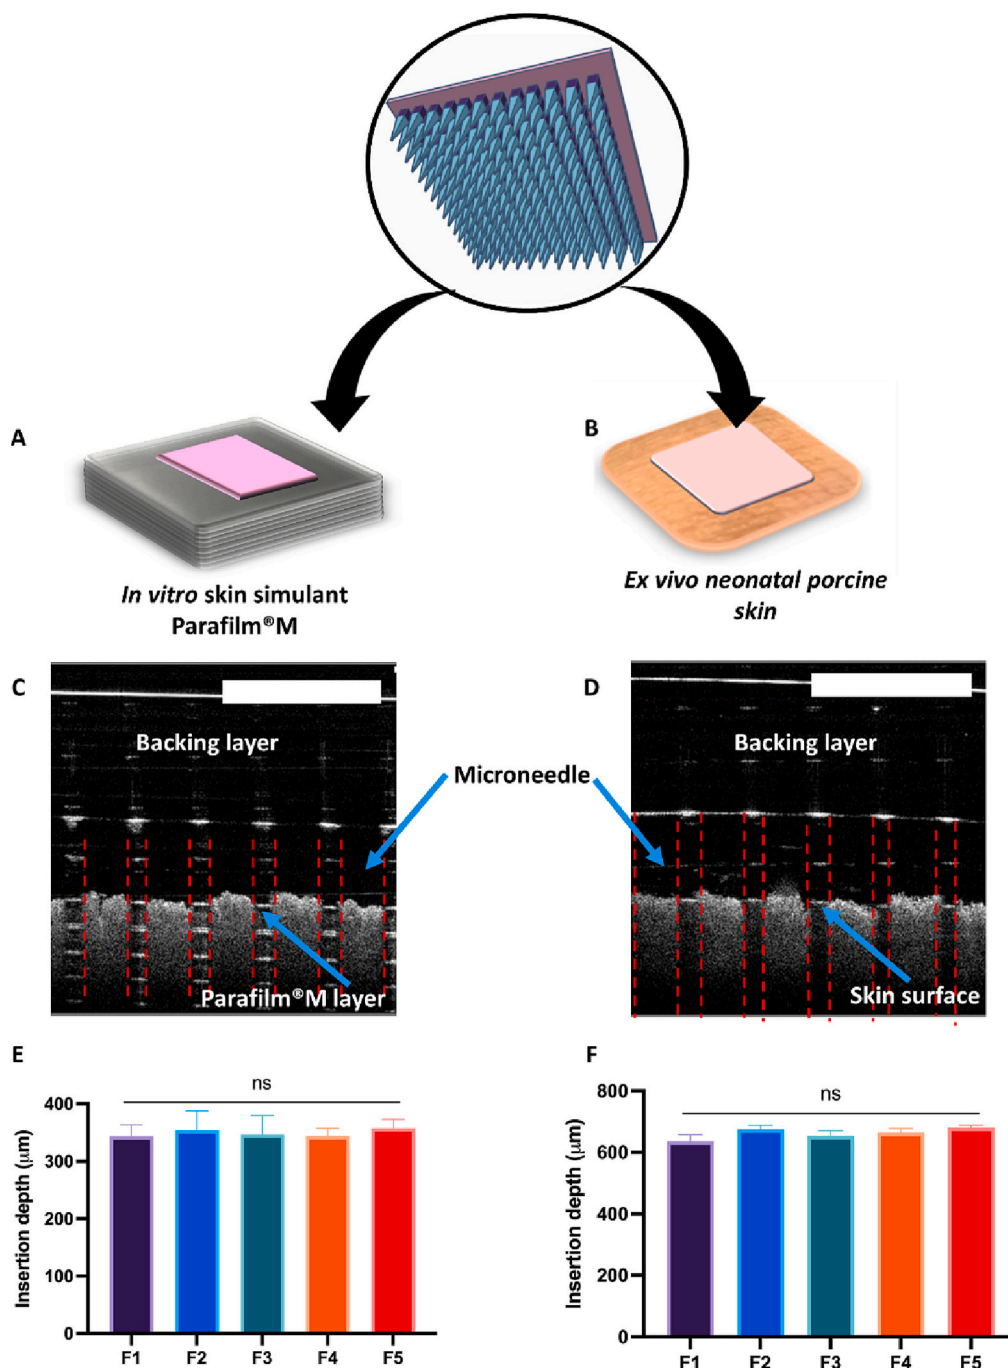 A
B
In vitro skin simulant
Parafilm®M
Ex vivo neonatal porcine
skin
C
D
Backing layer
Backing layer
Microneedle
Parafilm®M layer
Skin surface
E
ns
400
300
200
100
0
Insertion depth (μm)
F1 F2 F3 F4 F5
F
ns
800
600
400
200
0
Insertion depth (μm)
F1 F2 F3 F4 F5